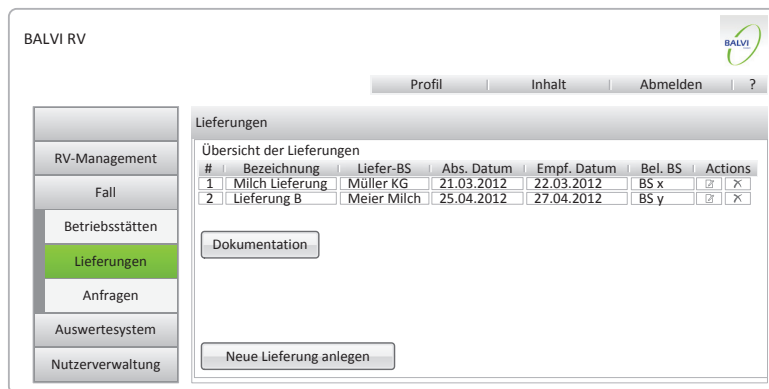 BALVI RV
BALVI
Profil Inhalt Abmelden ?
RV-Management
Fall
Betriebsstätten
Lieferungen
Anfragen
Auswertesystem
Nutzerverwaltung
Lieferungen
Übersicht der Lieferungen
# Bezeichnung Liefer-BS Abs. Datum Empf. Datum Bel. BS Actions
1 Milch Lieferung Müller KG 21.03.2012 22.03.2012 BS x
2 Lieferung B Meier Milch 25.04.2012 27.04.2012 BS y
Dokumentation
Neue Lieferung anlegen